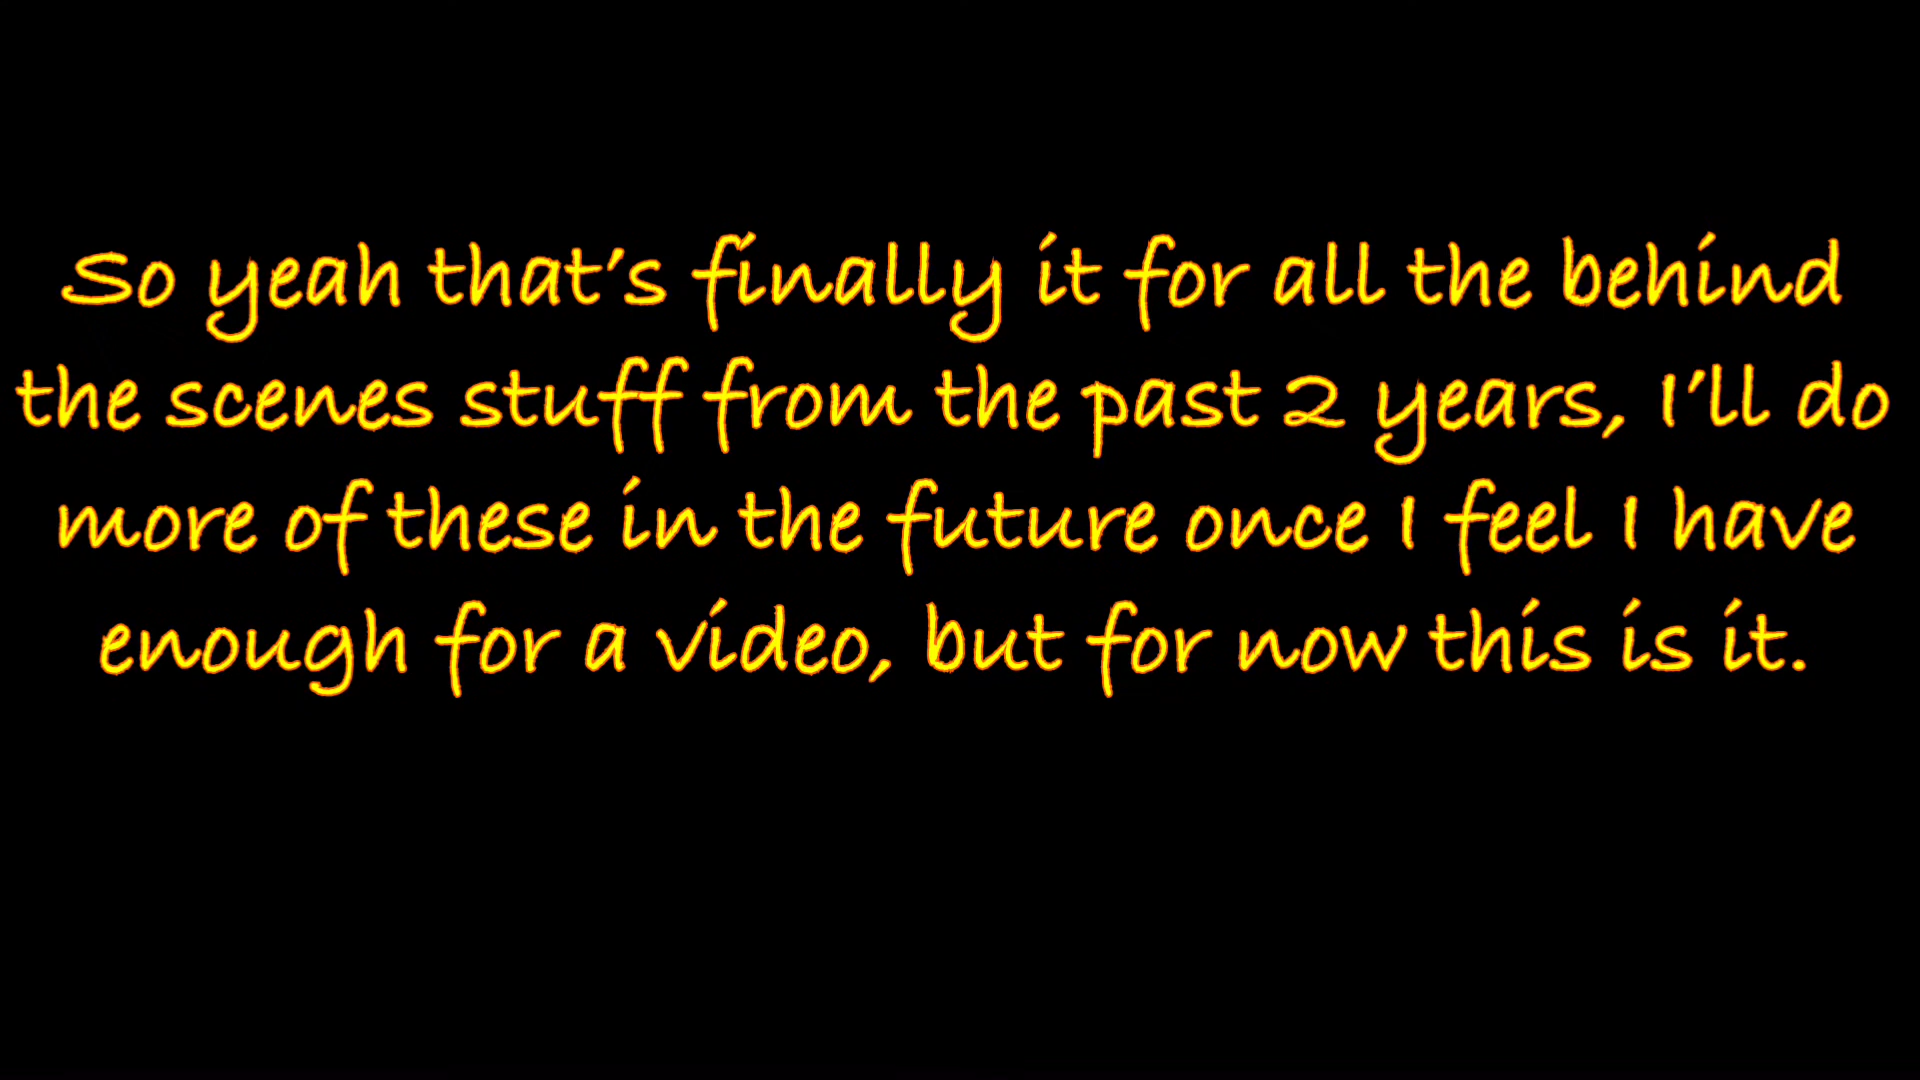 So yeah that's finally it for all the behind
the scenes stuff from the past 2 years, I'll do
more of these in the future once I feel I have
enough for a video, but for now this is it.